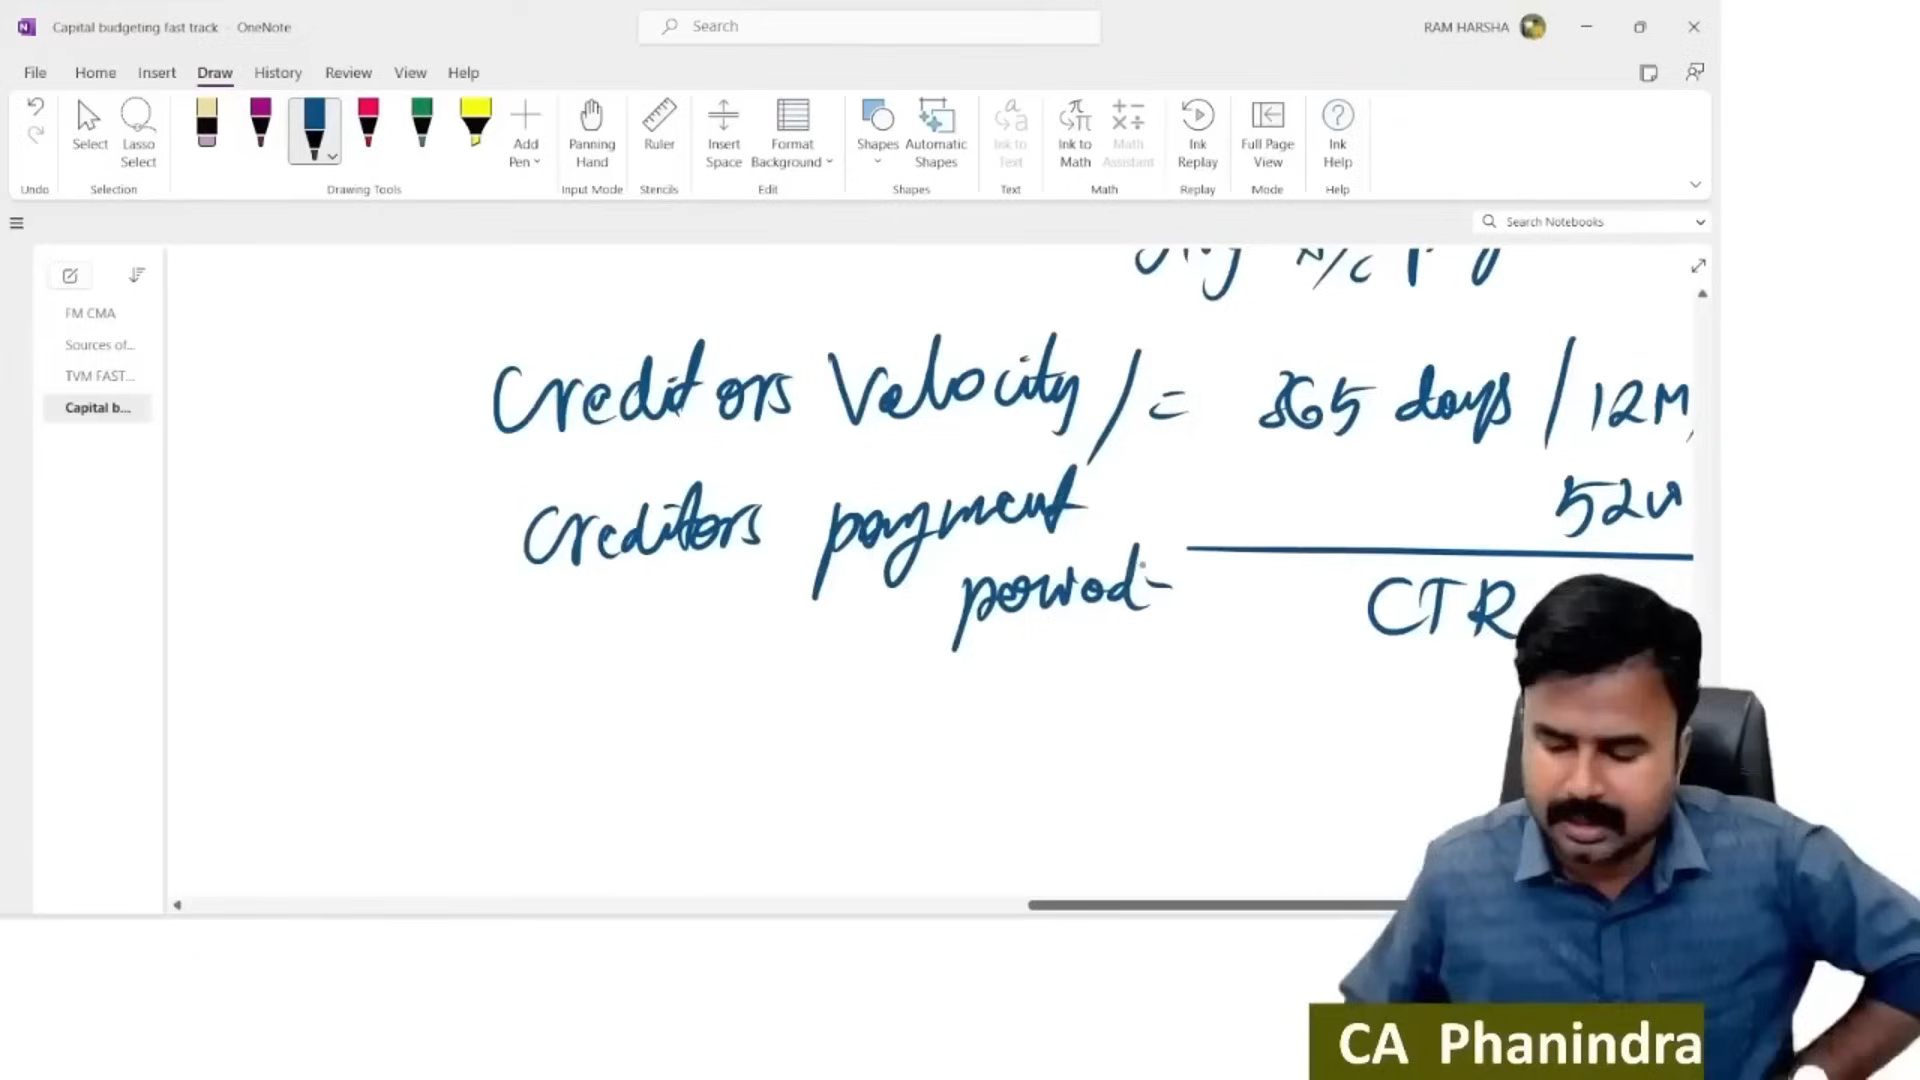 Capital budgeting fast track - OneNote
Search
RAM HARSHA
File Home Insert Draw History Review View Help
Select
Lasso Select
Add Pen
Panning Hand
Ruler
Insert Space
Format Background
Shapes
Automatic Shapes
Ink to Text
Ink to Math
Math Assistant
Ink Replay
Full Page View
Ink Help
Undo Selection Drawing Tools Input Mode Stencils Edit Shapes Text Math Replay Mode Help
Search Notebooks
FM CMA
Sources of...
TVM FAST...
Capital b...
Creditors Velocity / = 365 days / 12M
Creditors payment 52w
period =
CTR
CA Phanindra